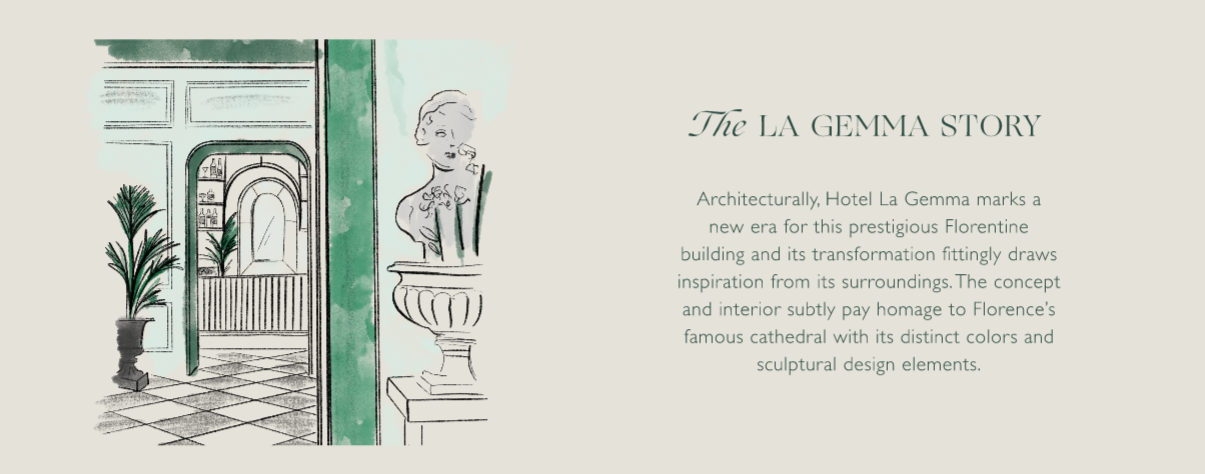 The LA GEMMA STORY
Architecturally, Hotel La Gemma marks a
new era for this prestigious Florentine
building and its transformation fittingly draws
inspiration from its surroundings. The concept
and interior subtly pay homage to Florence's
famous cathedral with its distinct colors and
sculptural design elements.